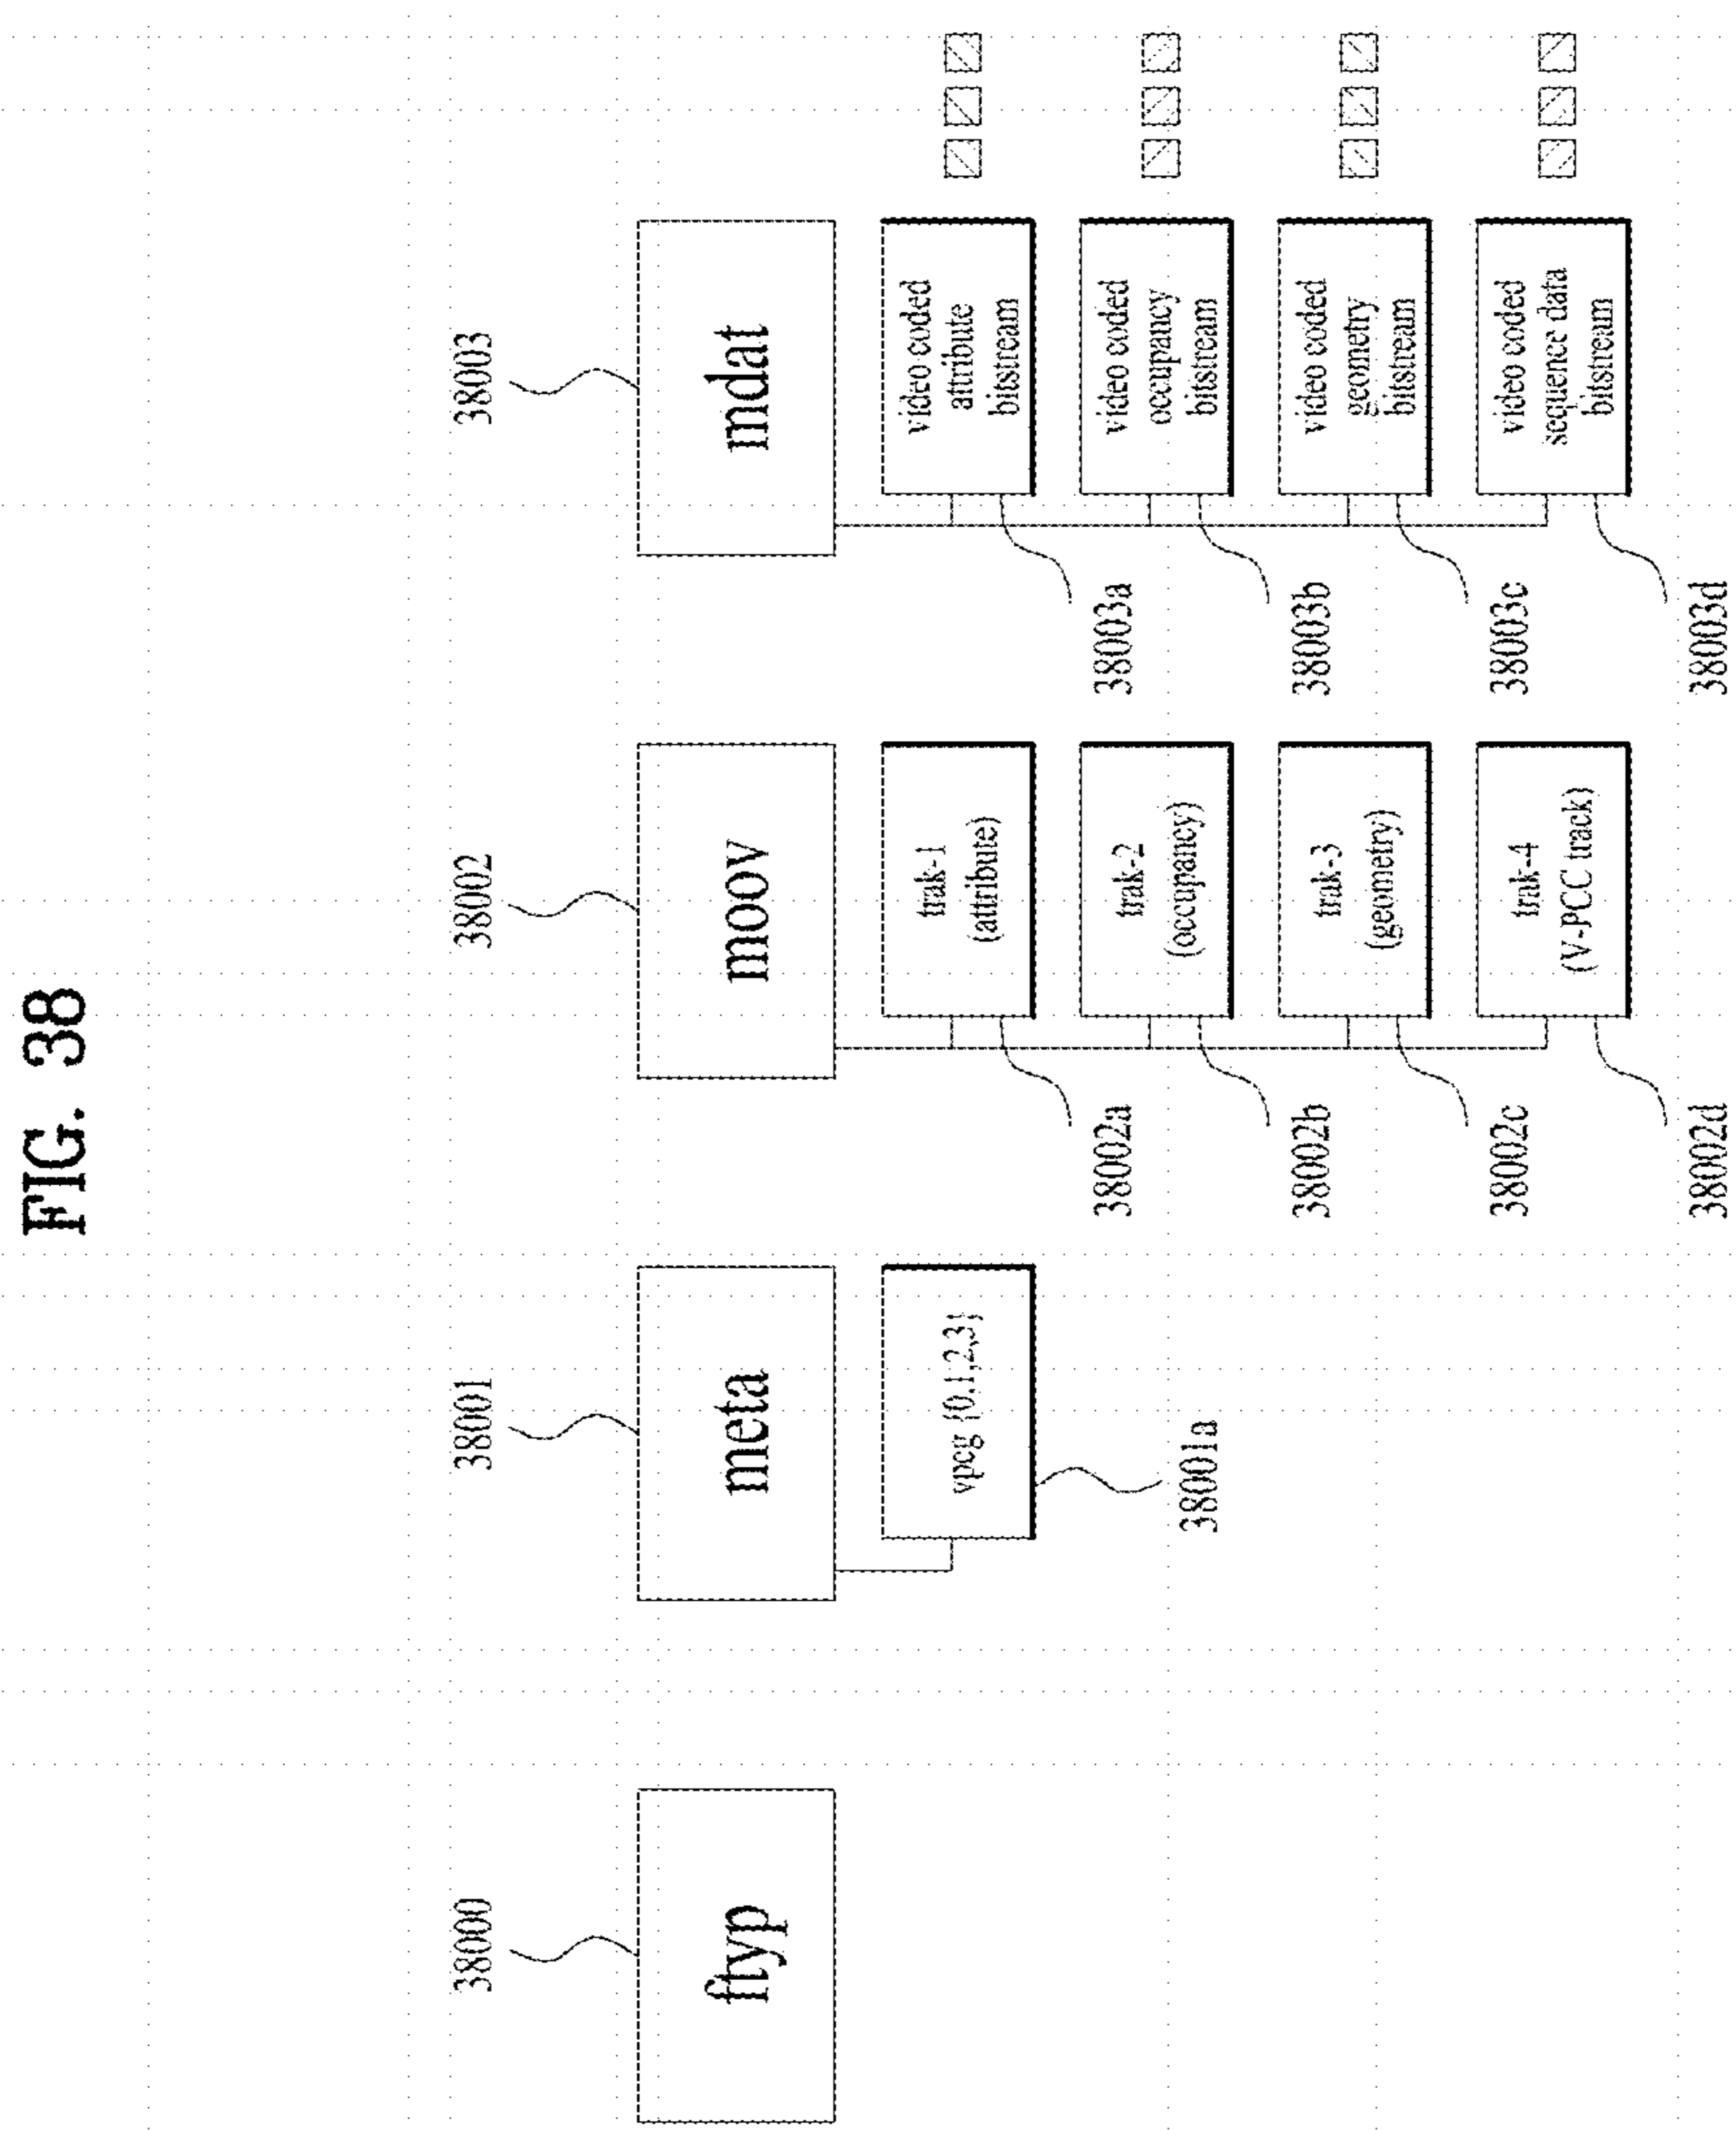 FIG. 38
38000
ftyp
38001
meta
vpcg {0,1,2,3}
38001a
38002
moov
trak-1
(attribute)
38002a
trak-2
(occupancy)
38002b
trak-3
(geometry)
38002c
trak-4
(V-PCC track)
38002d
38003
mdat
video coded
attribute
bitstream
38003a
video coded
occupancy
bitstream
38003b
video coded
geometry
bitstream
38003c
video coded
sequence data
bitstream
38003d